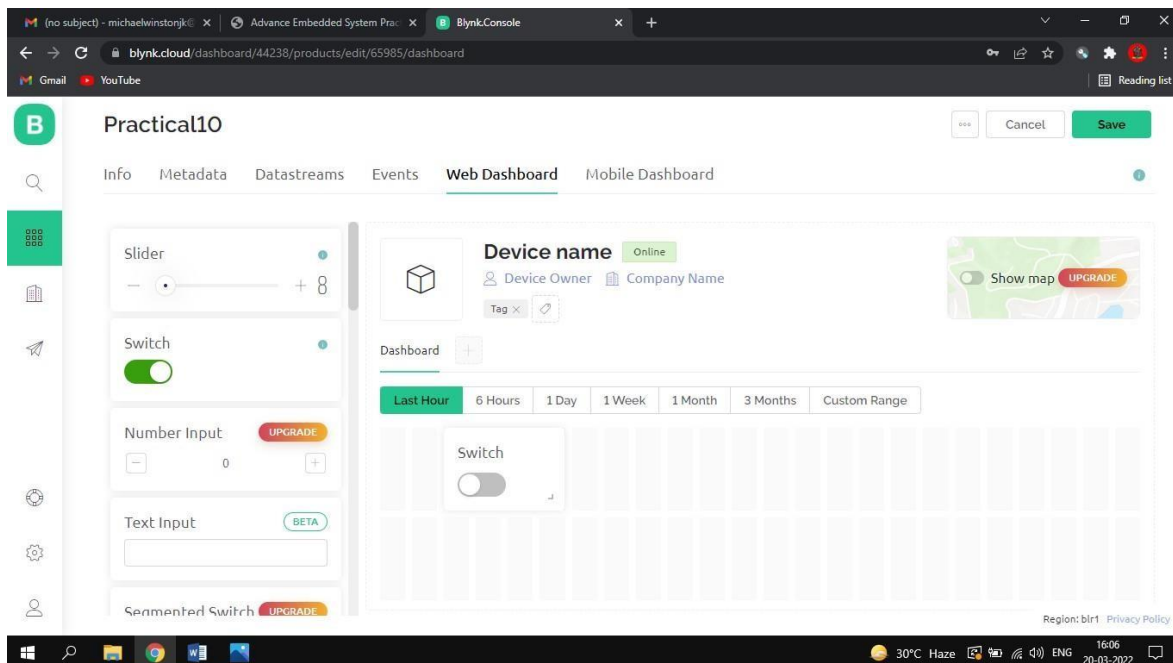 (no subject) - michaelwinstonjk@
Advance Embedded System Prac
Blynk.Console
blynk.cloud/dashboard/44238/products/edit/65985/dashboard
Gmail
YouTube
Reading list
B
Practical10
Cancel
Save
Info Metadata Datastreams Events Web Dashboard Mobile Dashboard
Slider
8
Switch
Number Input UPGRADE
0
Text Input BETA
Segmented Switch UPGRADE
Device name Online
Device Owner Company Name
Tag
Show map UPGRADE
Dashboard
Last Hour 6 Hours 1 Day 1 Week 1 Month 3 Months Custom Range
Switch
Region: blr1 Privacy Policy
30°C Haze ENG 16:06
20-03-2022